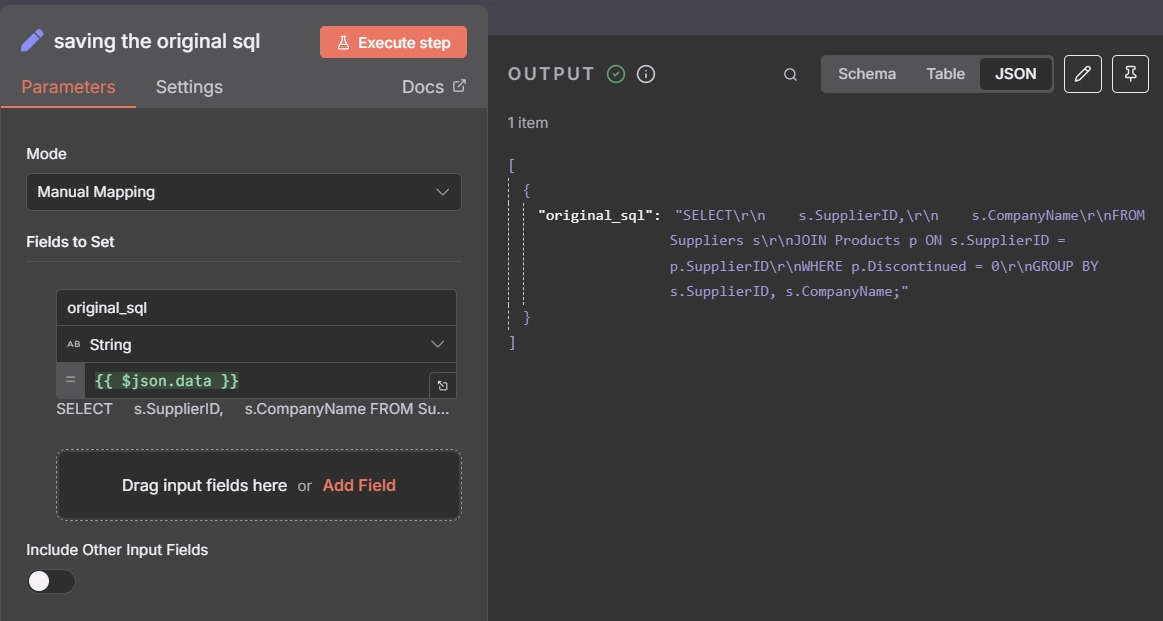 saving the original sql
Execute step
Parameters
Settings
Docs
Mode
Manual Mapping
Fields to Set
original_sql
AB String
= {{ $json.data }}
SELECT s.SupplierID, s.CompanyName FROM Su...
Drag input fields here or Add Field
Include Other Input Fields
OUTPUT
Schema
Table
JSON
1 item
[
{
"original_sql": "SELECT\r\n    s.SupplierID,\r\n    s.CompanyName\r\nFROM
Suppliers s\r\nJOIN Products p ON s.SupplierID =
p.SupplierID\r\nWHERE p.Discontinued = 0\r\nGROUP BY
s.SupplierID, s.CompanyName;"
}
]